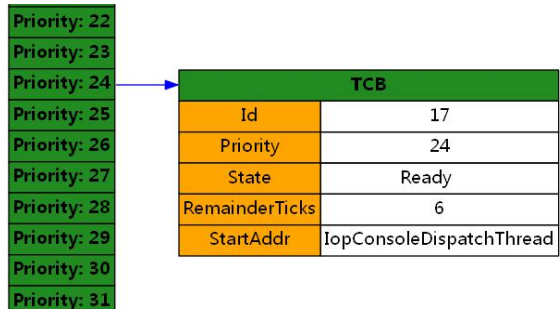 Priority: 22
Priority: 23
Priority: 24
Priority: 25
Priority: 26
Priority: 27
Priority: 28
Priority: 29
Priority: 30
Priority: 31
TCB
Id 17
Priority 24
State Ready
RemainderTicks 6
StartAddr IopConsoleDispatchThread